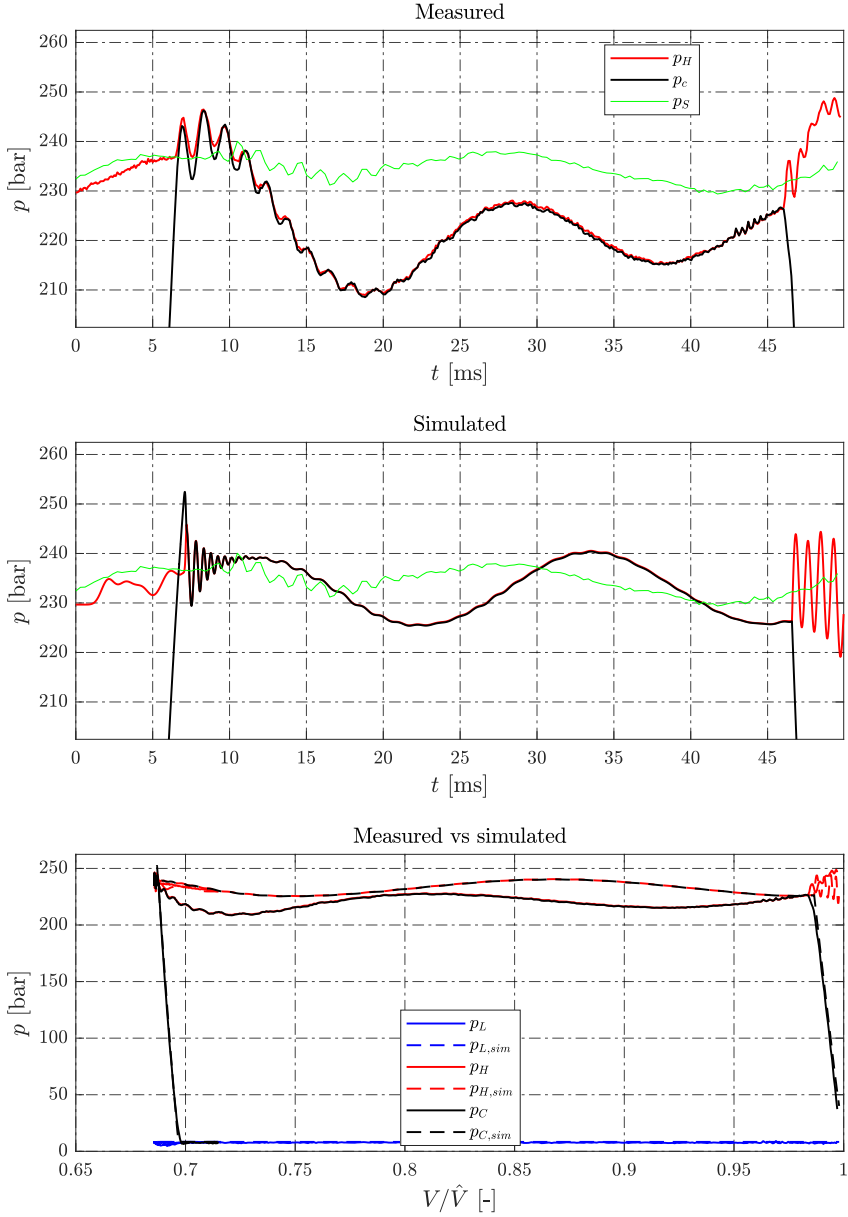 Measured
260
250
240
230
220
210
p [bar]
p_H
p_c
p_S
0 5 10 15 20 25 30 35 40 45
t [ms]
Simulated
260
250
240
230
220
210
p [bar]
0 5 10 15 20 25 30 35 40 45
t [ms]
Measured vs simulated
250
200
150
100
50
0
p [bar]
p_L
p_{L,sim}
p_H
p_{H,sim}
p_C
p_{C,sim}
0.65 0.7 0.75 0.8 0.85 0.9 0.95 1
V/V̂ [-]